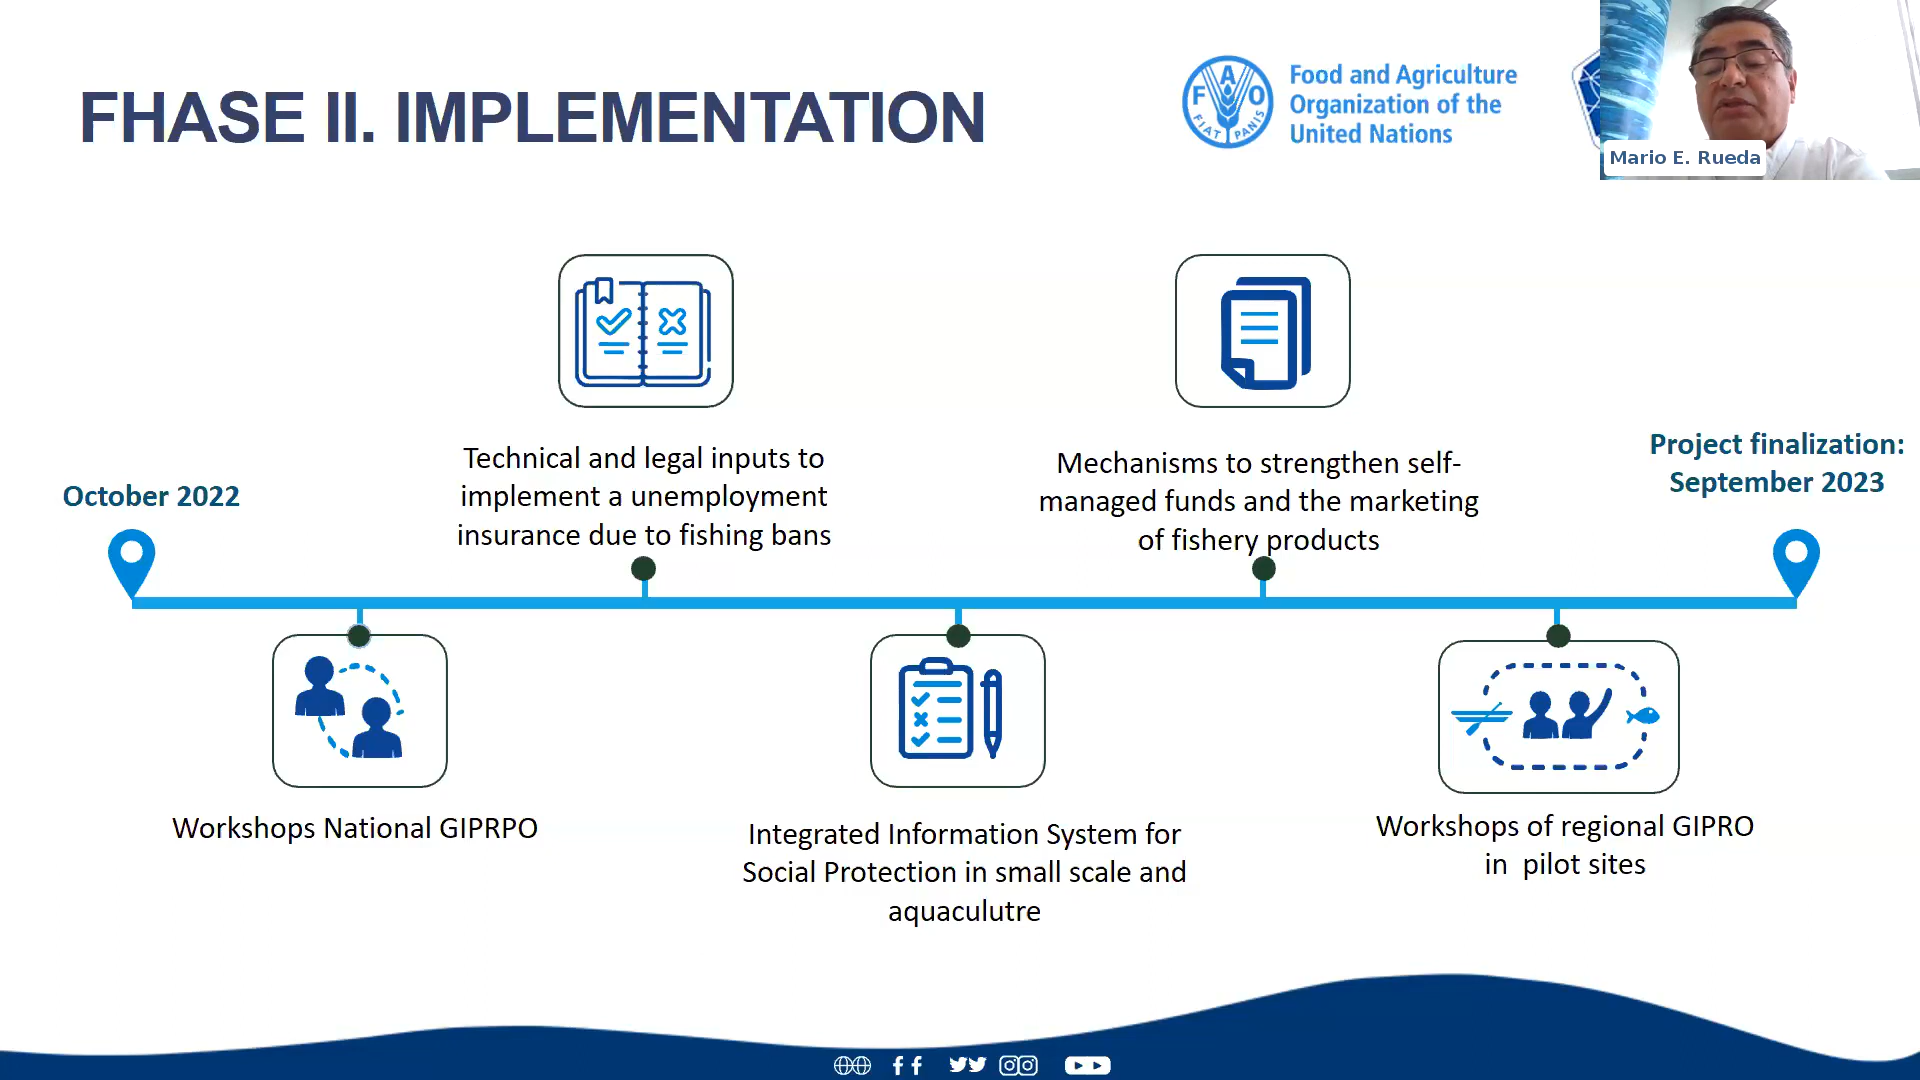 FHASE II. IMPLEMENTATION
FAO
FIAT PANIS
Food and Agriculture
Organization of the
United Nations
Mario E. Rueda
October 2022
Technical and legal inputs to
implement a unemployment
insurance due to fishing bans
Mechanisms to strengthen self-
managed funds and the marketing
of fishery products
Project finalization:
September 2023
Workshops National GIPRPO
Integrated Information System for
Social Protection in small scale and
aquaculutre
Workshops of regional GIPRO
in  pilot sites